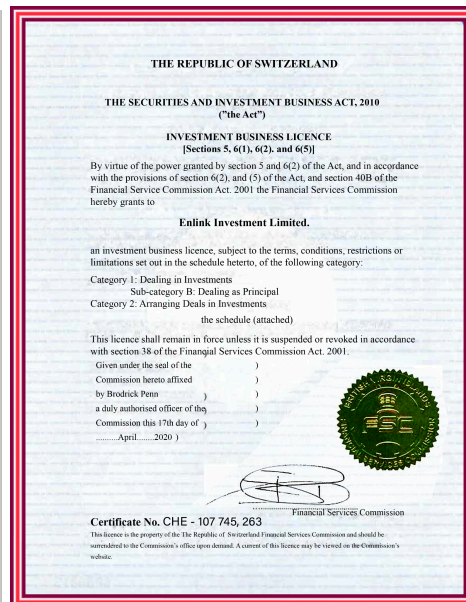 THE REPUBLIC OF SWITZERLAND
THE SECURITIES AND INVESTMENT BUSINESS ACT, 2010
("the Act")
INVESTMENT BUSINESS LICENCE
[Sections 5, 6(1), 6(2). and 6(5)]
By virtue of the power granted by section 5 and 6(2) of the Act, and in accordance
with the provisions of section 6(2), and (5) of the Act, and section 40B of the
Financial Service Commission Act. 2001 the Financial Services Commission
hereby grants to
Enlink Investment Limited.
an investment business licence, subject to the terms, conditions, restrictions or
limitations set out in the schedule heterto, of the following category:
Category 1: Dealing in Investments
Sub-category B: Dealing as Principal
Category 2: Arranging Deals in Investments
the schedule (attached)
This licence shall remain in force unless it is suspended or revoked in accordance
with section 38 of the Financial Services Commission Act. 2001.
Given under the seal of the )
Commission hereto affixed )
by Brodrick Penn ) )
a duly authorised officer of the) )
Commission this 17th day of ) )
..........April........2020 )
FSC
Financial Services Commission
Certificate No. CHE - 107 745, 263
This licence is the property of the The Republic of Switzerland Financial Services Commission and should be
surrendered to the Commission's office upon demand. A current of this licence may be viewed on the Commission's
website.